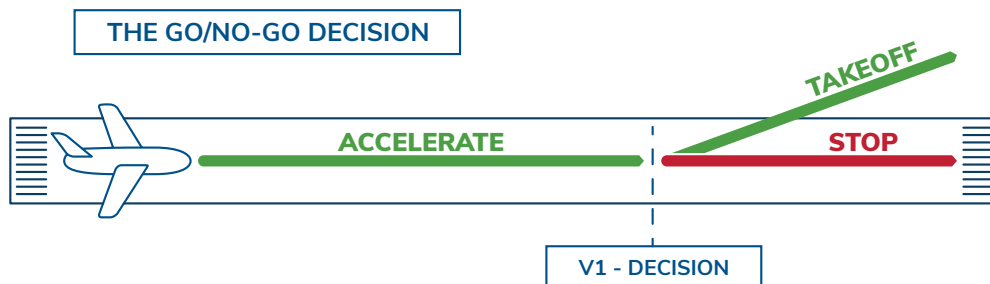 THE GO/NO-GO DECISION
TAKEOFF
ACCELERATE
STOP
V1 - DECISION